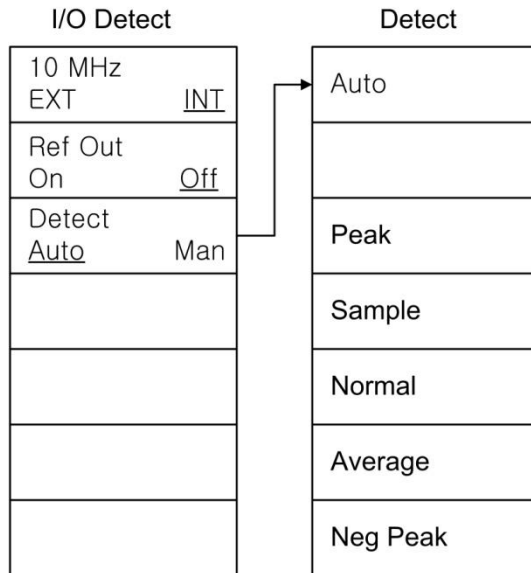 I/O Detect
10 MHz
EXT INT
Ref Out
On Off
Detect
Auto Man
Detect
Auto
Peak
Sample
Normal
Average
Neg Peak